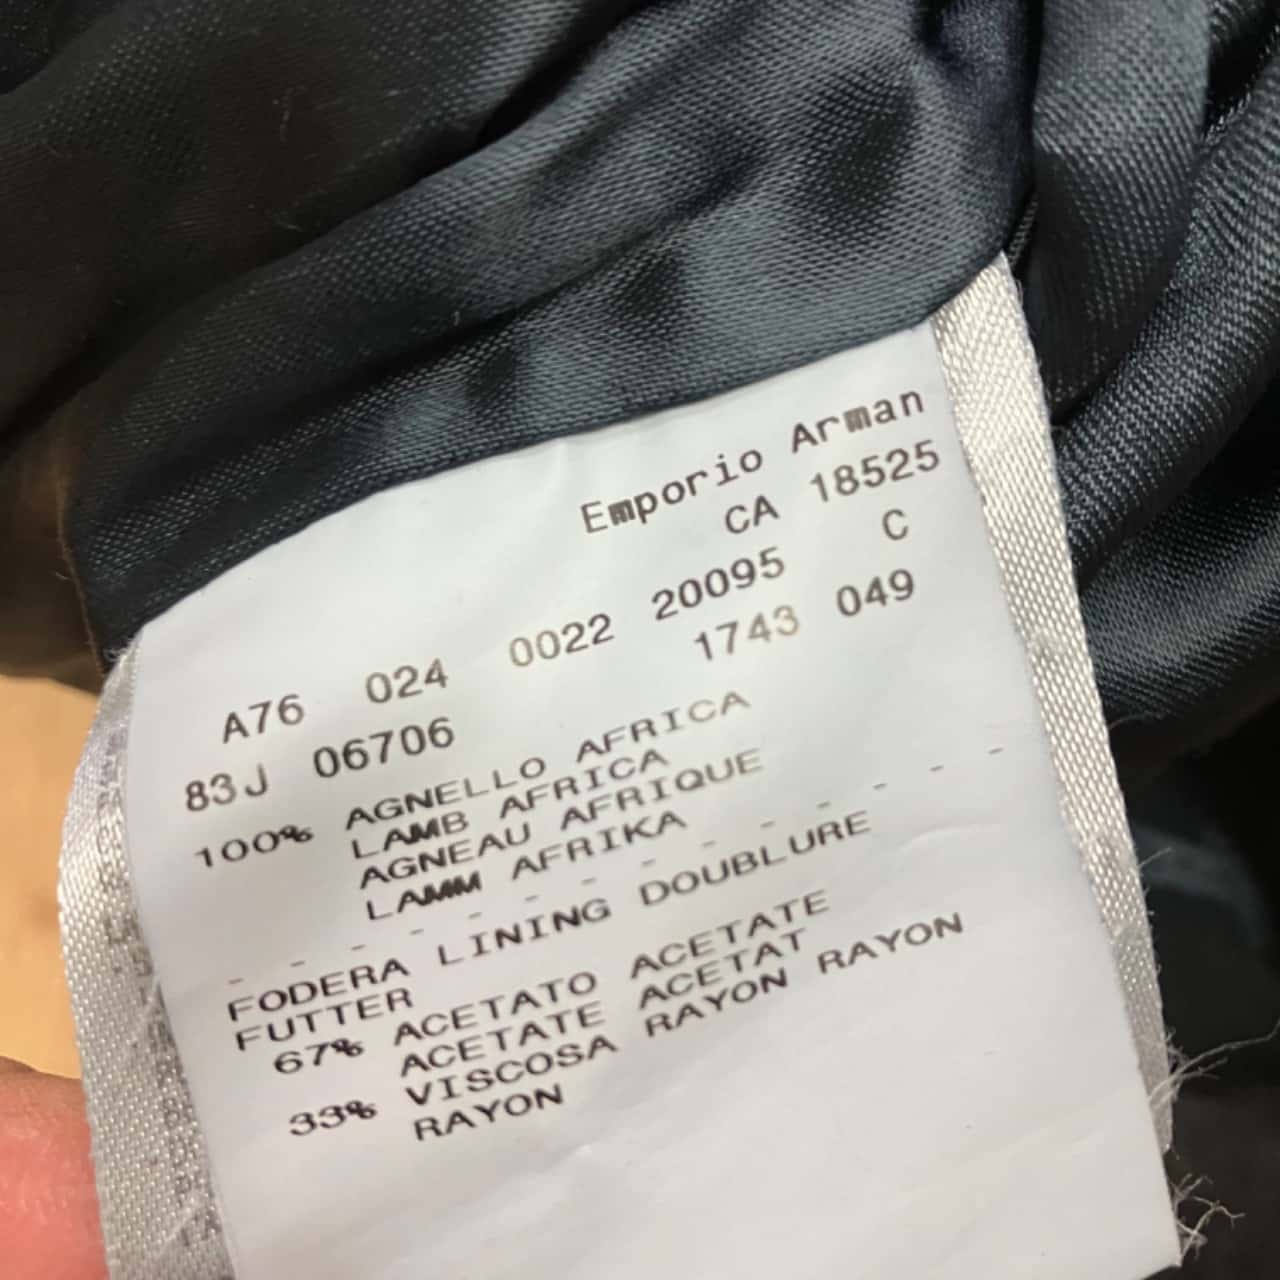 Emporio Arman
CA 18525
A76 024 0022 20095 C
83J 06706 1743 049
100% AGNELLO AFRICA
LAMB AFRICA
AGNEAU AFRIQUE
LAMM AFRIKA
- - - - - - - - - - - - - -
FODERA LINING DOUBLURE
FUTTER
67% ACETATO ACETATE
ACETATE ACETAT
33% VISCOSA RAYON RAYON
RAYON